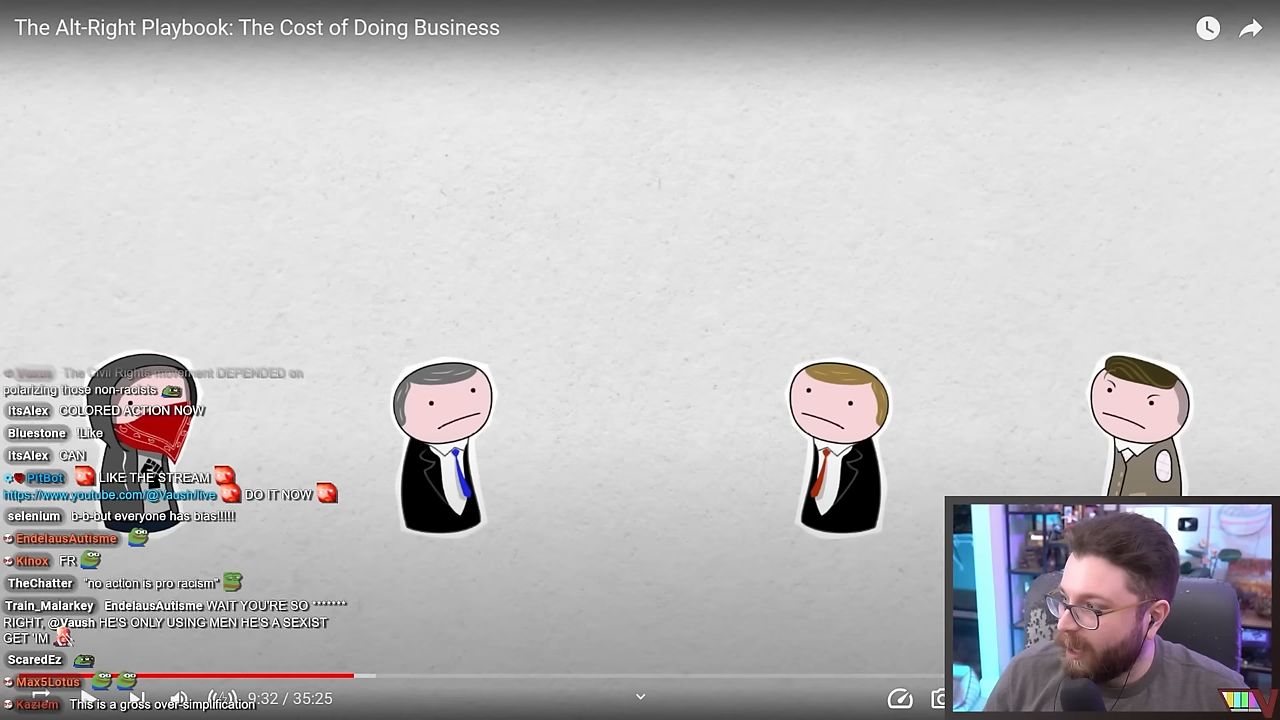 The Alt-Right Playbook: The Cost of Doing Business
The Civil Rights movement DEFENDED on
polarizing those non-racists
ItsAlex COLORED ACTION NOW
Bluestone !Like
ItsAlex CAN
PitBot LIKE THE STREAM
https://www.youtube.com/@Vaush/live DO IT NOW
selenium b-b-but everyone has bias!!!!!
EndelausAutisme
Kinox FR
TheChatter "no action is pro racism"
Train_Malarkey EndelausAutisme WAIT YOU'RE SO *******
RIGHT, @Vaush HE'S ONLY USING MEN HE'S A SEXIST
GET 'IM
ScaredEz
Max5Lotus
9:32 / 35:25
Kaziem This is a gross over-simplification